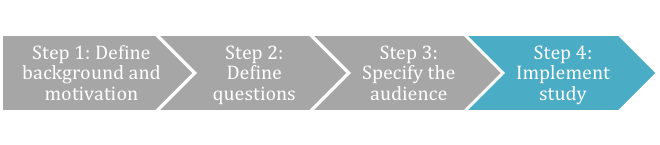 Step 1: Define
background and
motivation
Step 2:
Define
questions
Step 3:
Specify the
audience
Step 4:
Implement
study